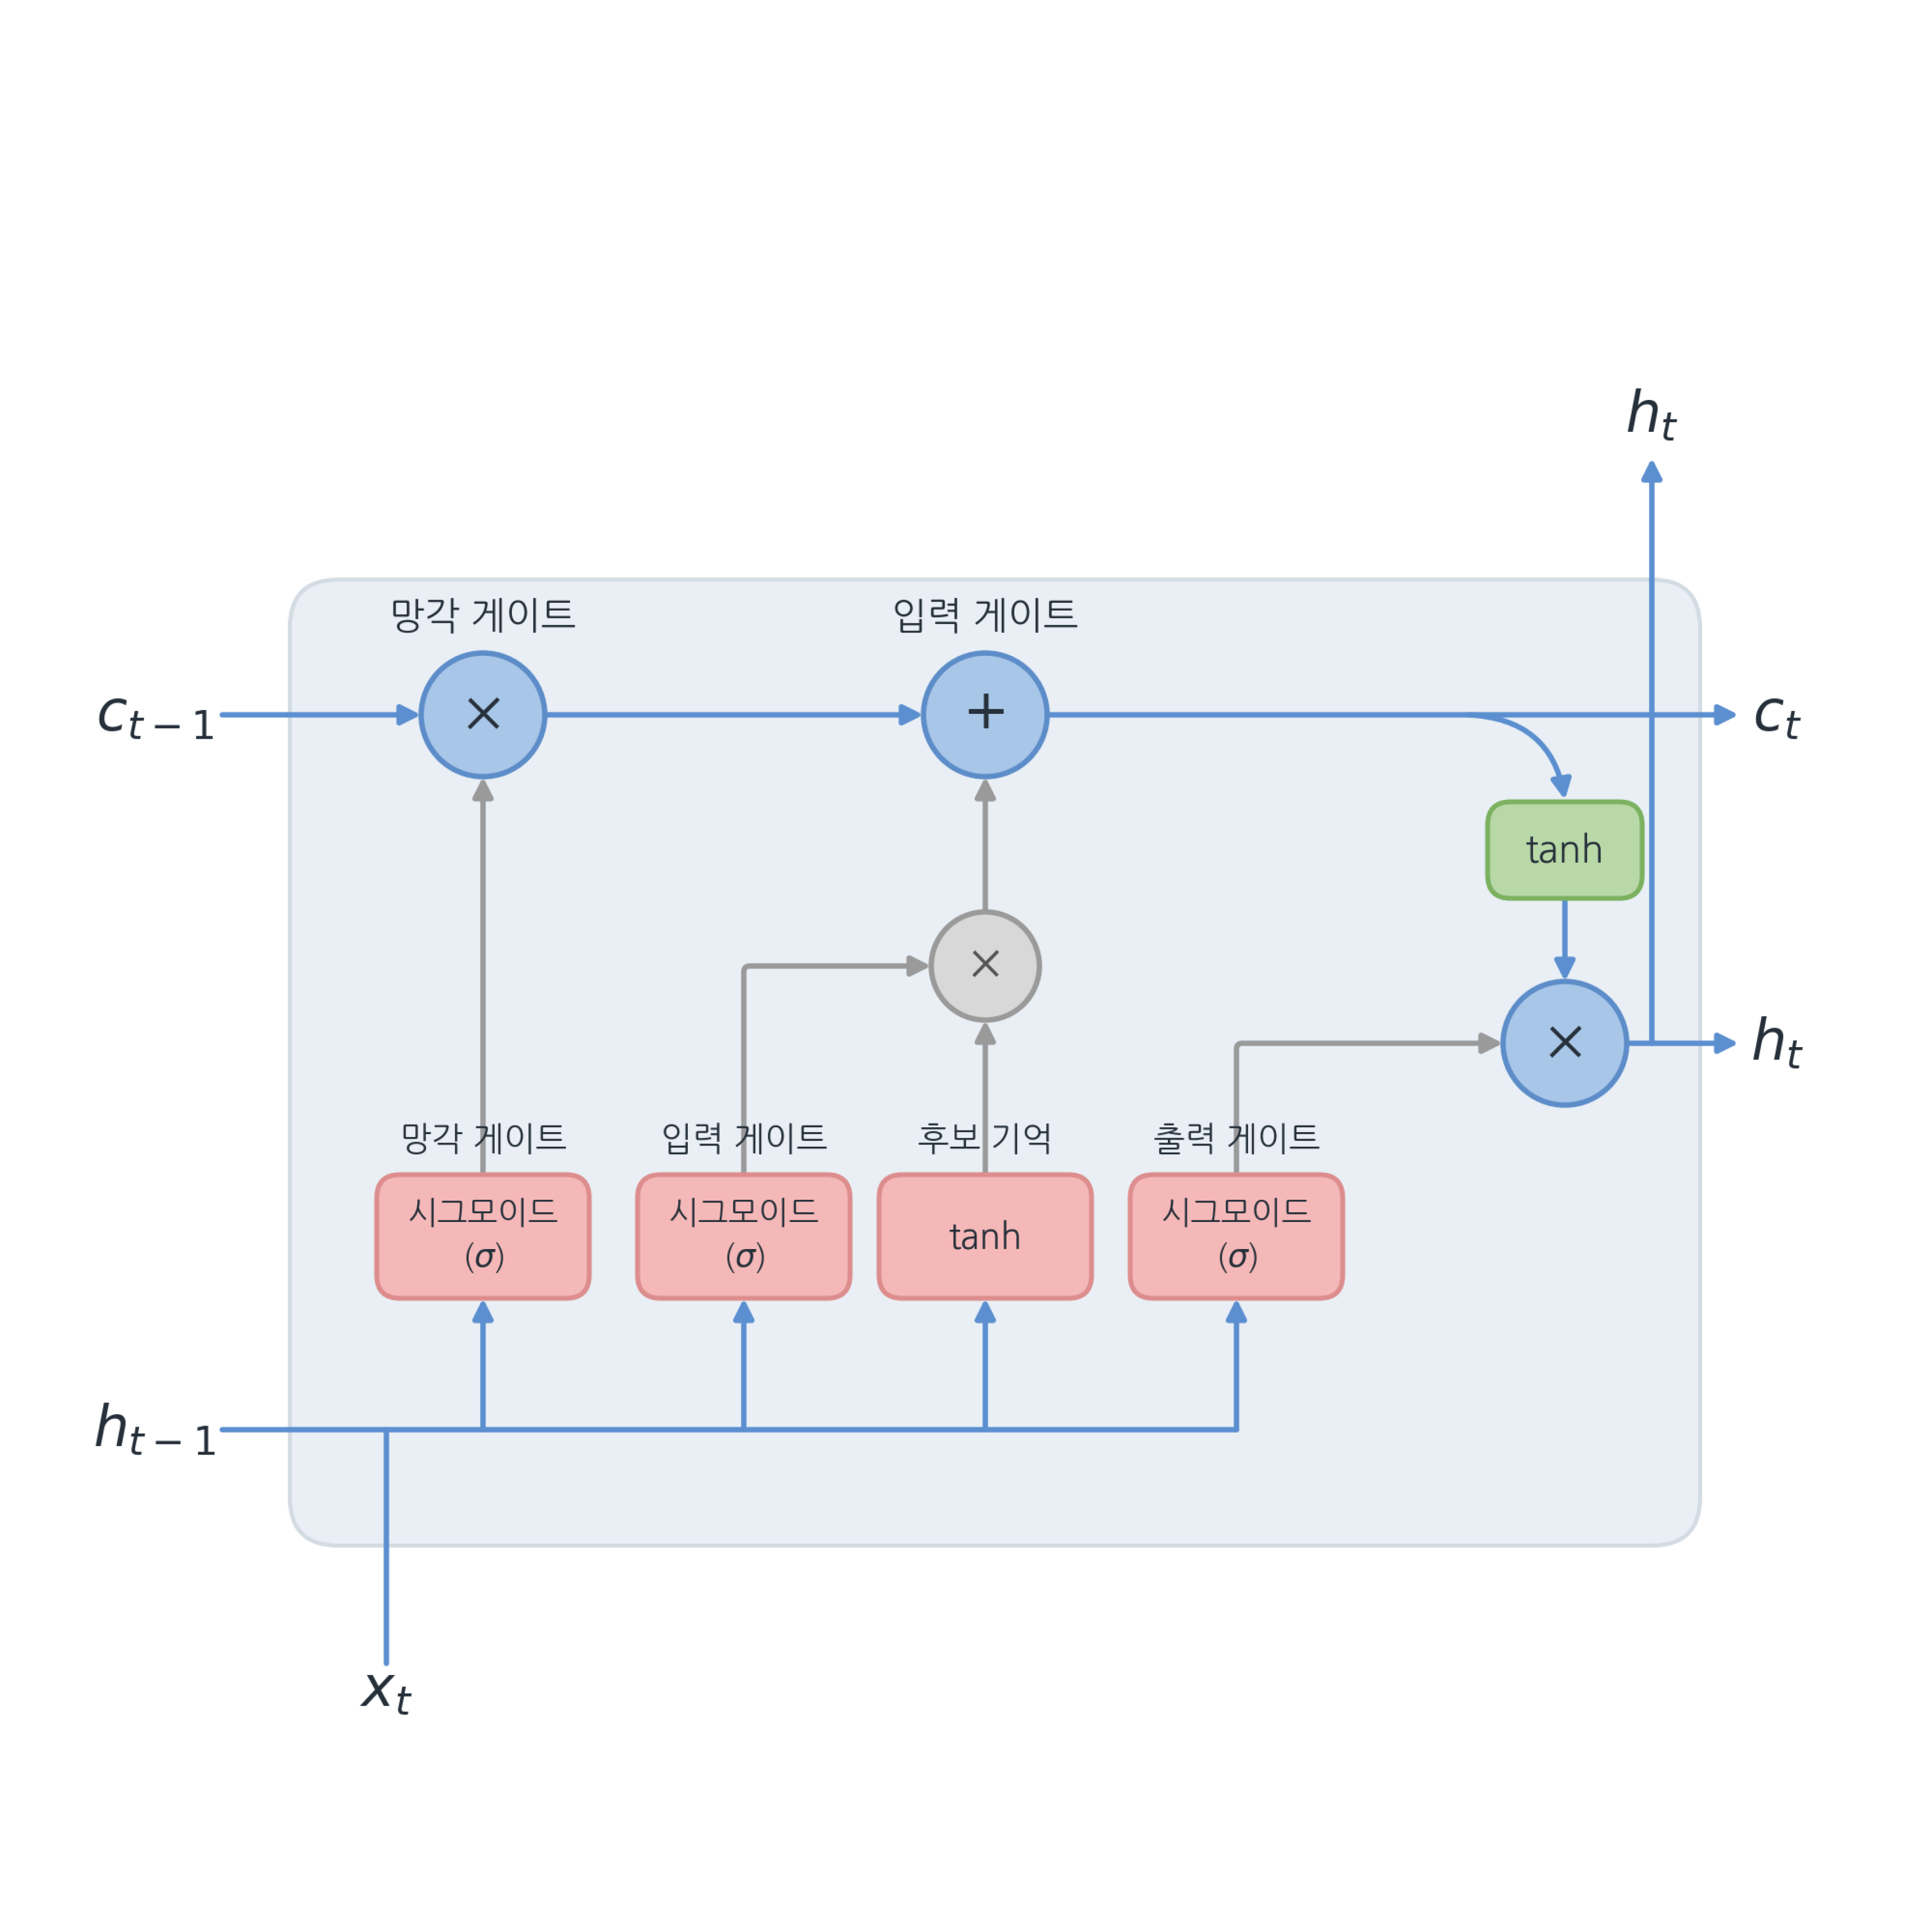 h_t
망각 게이트
입력 게이트
c_{t-1}
×
+
c_t
tanh
×
×
h_t
망각 게이트
입력 게이트
후보 기억
출력 게이트
시그모이드
(σ)
시그모이드
(σ)
tanh
시그모이드
(σ)
h_{t-1}
x_t